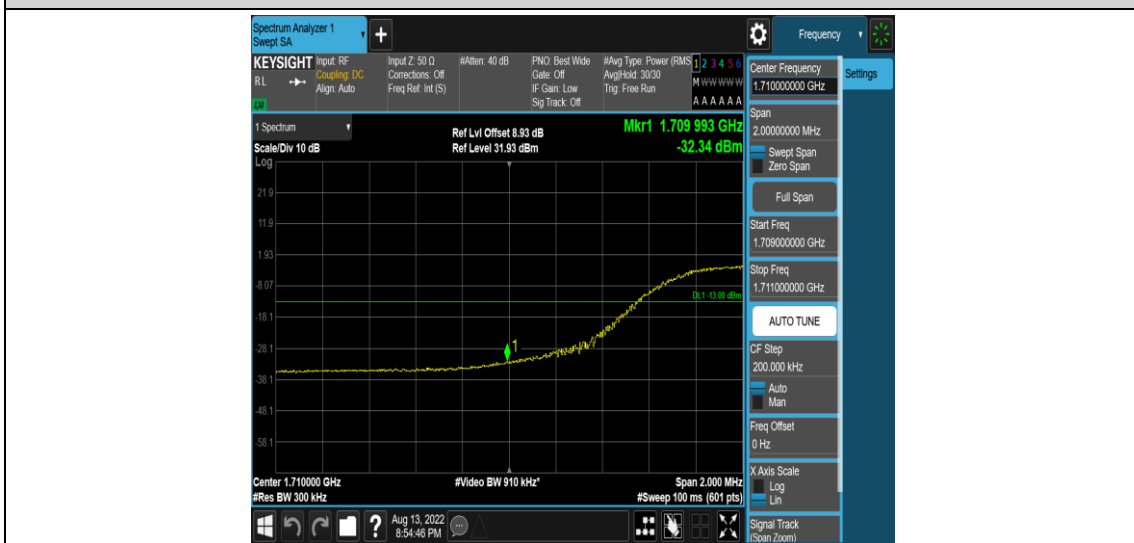 Spectrum Analyzer 1
Swept SA
+
Frequency
KEYSIGHT
RL
LXI
Input: RF
Coupling: DC
Align: Auto
Input Z: 50 Ω
Corrections: Off
Freq Ref: Int (S)
#Atten: 40 dB
PNO: Best Wide
Gate: Off
IF Gain: Low
Sig Track: Off
#Avg Type: Power (RMS
Avg|Hold: 30/30
Trig: Free Run
1 2 3 4 5 6
M W W W W W
A A A A A A
1 Spectrum
Scale/Div 10 dB
Log
Ref Lvl Offset 8.93 dB
Ref Level 31.93 dBm
Mkr1 1.709 993 GHz
-32.34 dBm
21.9
11.9
1.93
-8.07
DL1 -13.00 dBm
-18.1
-28.1
1
-38.1
-48.1
-58.1
Center 1.710000 GHz
#Video BW 910 kHz*
Span 2.000 MHz
#Res BW 300 kHz
#Sweep 100 ms (601 pts)
Center Frequency
1.710000000 GHz
Settings
Span
2.00000000 MHz
Swept Span
Zero Span
Full Span
Start Freq
1.709000000 GHz
Stop Freq
1.711000000 GHz
AUTO TUNE
CF Step
200.000 kHz
Auto
Man
Freq Offset
0 Hz
X Axis Scale
Log
Lin
Signal Track
(Span Zoom)
?
Aug 13, 2022
8:54:46 PM